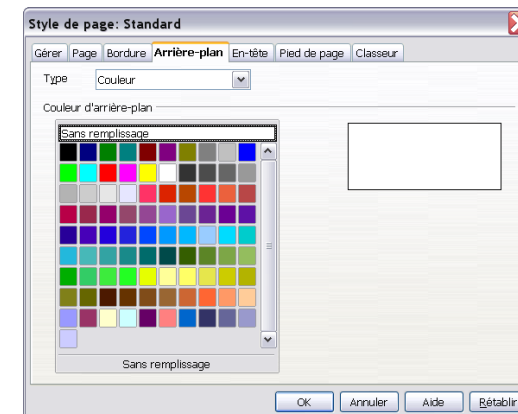 Style de page: Standard
Gérer Page Bordure Arrière-plan En-tête Pied de page Classeur
Type Couleur
Couleur d'arrière-plan
Sans remplissage
Sans remplissage
OK Annuler Aide Rétablir